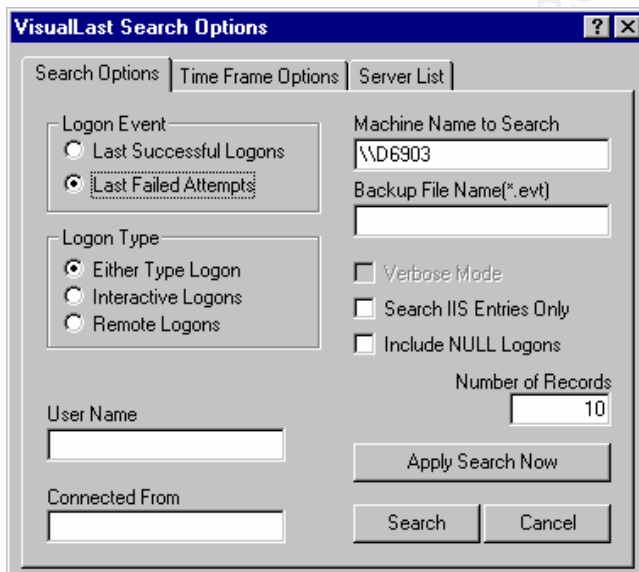 VisualLast Search Options
Search Options
Time Frame Options
Server List
Logon Event
Last Successful Logons
Last Failed Attempts
Logon Type
Either Type Logon
Interactive Logons
Remote Logons
User Name
Connected From
Machine Name to Search
\\D6903
Backup File Name(*.evt)
Verbose Mode
Search IIS Entries Only
Include NULL Logons
Number of Records
10
Apply Search Now
Search
Cancel